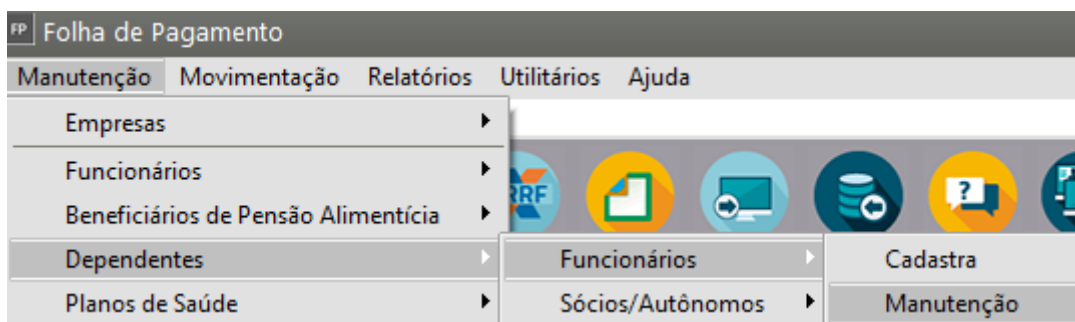 FP Folha de Pagamento
Manutenção Movimentação Relatórios Utilitários Ajuda
Empresas
Funcionários
Beneficiários de Pensão Alimentícia
RRF
?
Dependentes Funcionários Cadastra
Planos de Saúde Sócios/Autônomos Manutenção